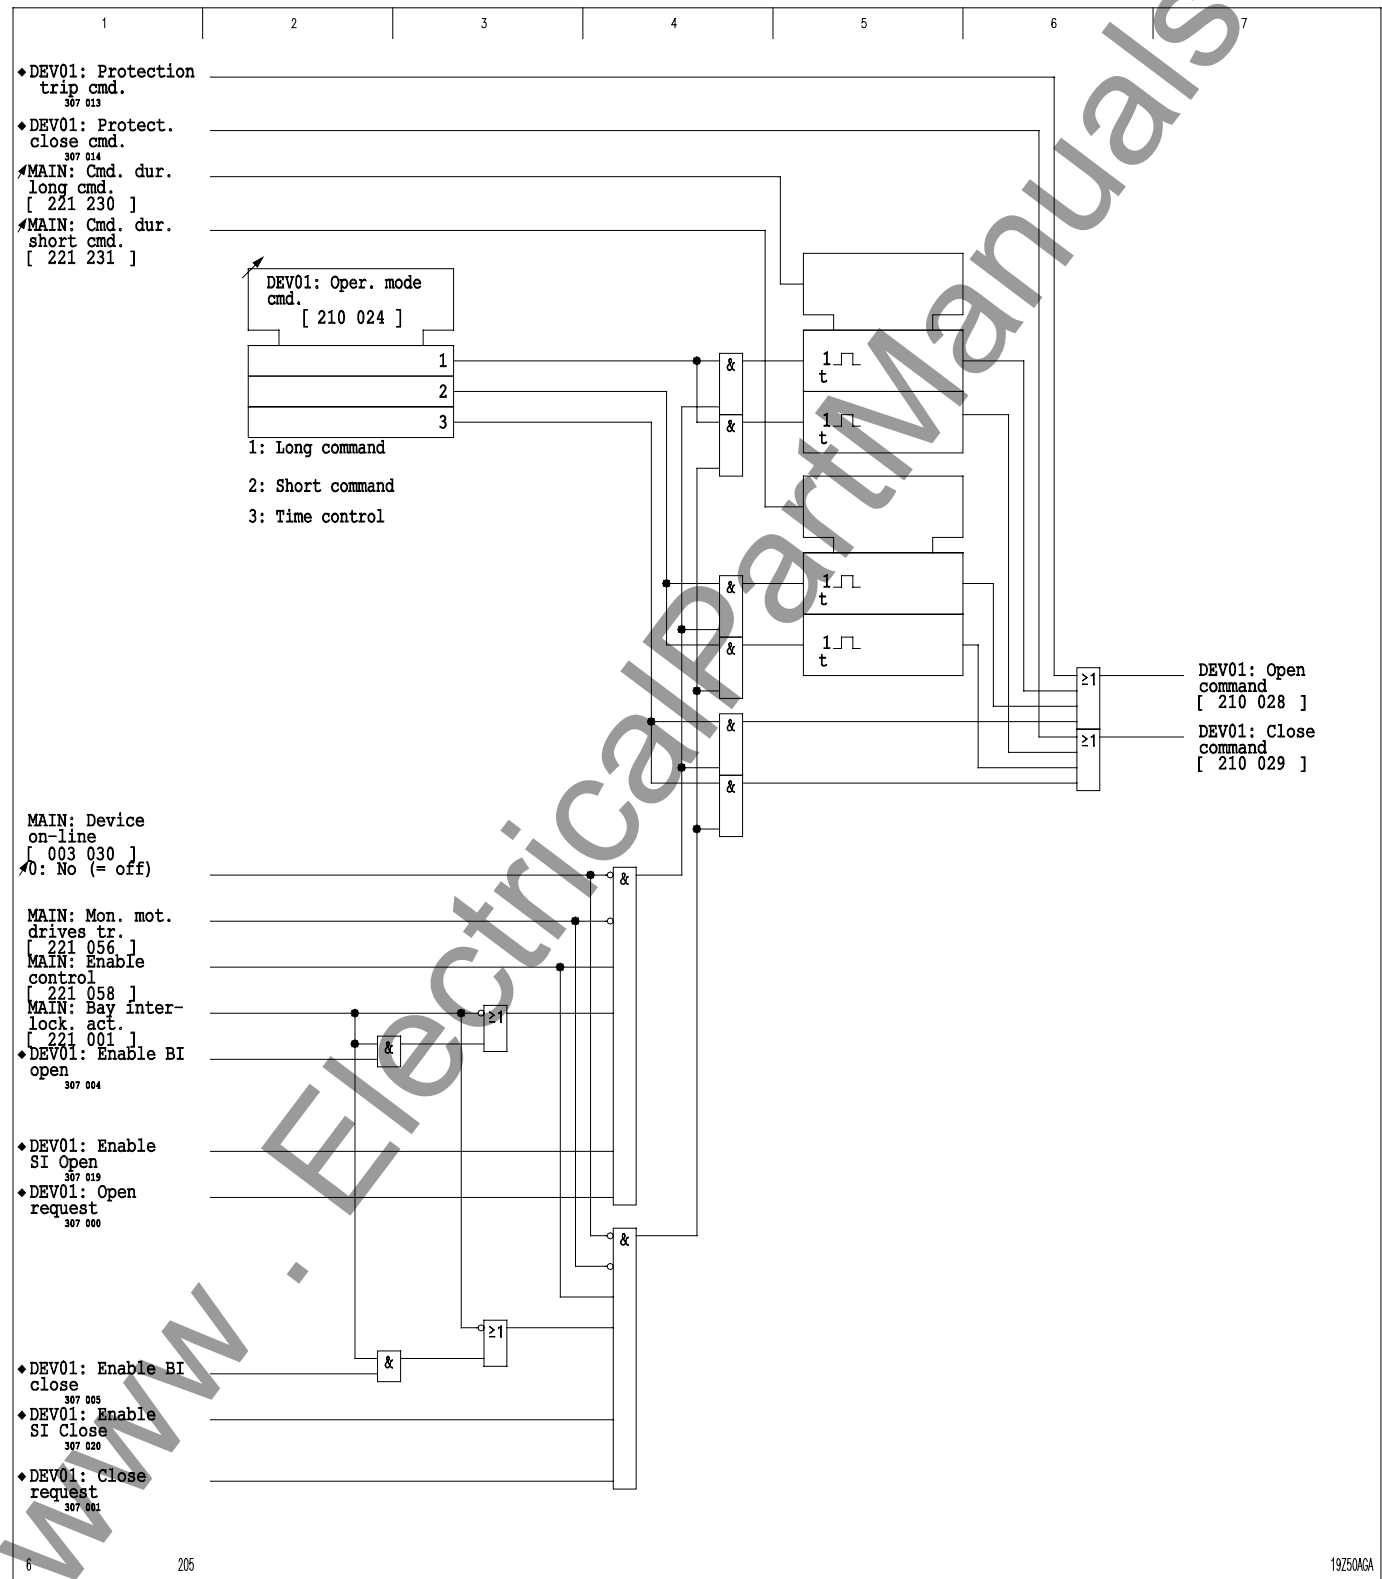 1 2 3 4 5 6 7
DEV01: Protection
trip cmd.
307 013
DEV01: Protect.
close cmd.
307 014
MAIN: Cmd. dur.
long cmd.
[ 221 230 ]
MAIN: Cmd. dur.
short cmd.
[ 221 231 ]
DEV01: Oper. mode
cmd.
[ 210 024 ]
1
2
3
1: Long command
2: Short command
3: Time control
&
&
1
t
1
t
&
&
1
t
1
t
&
&
≥1
≥1
DEV01: Open
command
[ 210 028 ]
DEV01: Close
command
[ 210 029 ]
MAIN: Device
on-line
[ 003 030 ]
0: No (= off)
&
MAIN: Mon. mot.
drives tr.
[ 221 056 ]
MAIN: Enable
control
[ 221 058 ]
MAIN: Bay inter-
lock. act.
[ 221 001 ]
≥1
&
DEV01: Enable BI
open
307 004
DEV01: Enable
SI Open
307 019
DEV01: Open
request
307 000
&
≥1
&
DEV01: Enable BI
close
307 005
DEV01: Enable
SI Close
307 020
DEV01: Close
request
307 001
6 205 19Z50AGA
www . ElectricalPartManuals